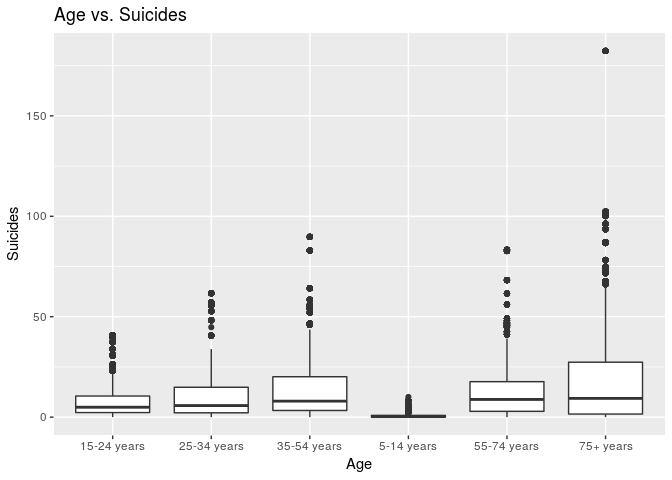 Age vs. Suicides
Suicides
150
100
50
0
15-24 years 25-34 years 35-54 years 5-14 years 55-74 years 75+ years
Age